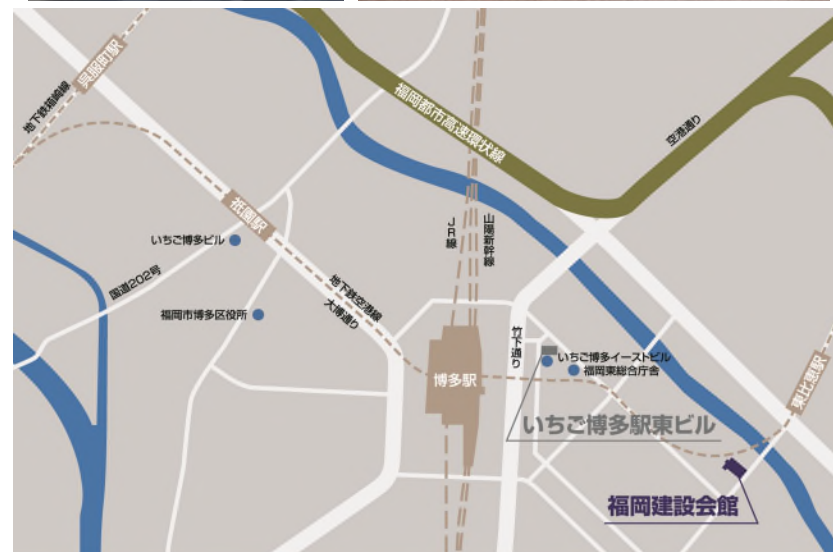 呉服町駅
地下鉄箱崎線
福岡都市高速環状線
空港通り
祇園駅
いちご博多ビル
国道202号
JR線
山陽新幹線
地下鉄空港線
大博通り
福岡市博多区役所
竹下通り
博多駅
いちご博多イーストビル
福岡東総合庁舎
東比恵駅
いちご博多駅東ビル
福岡建設会館